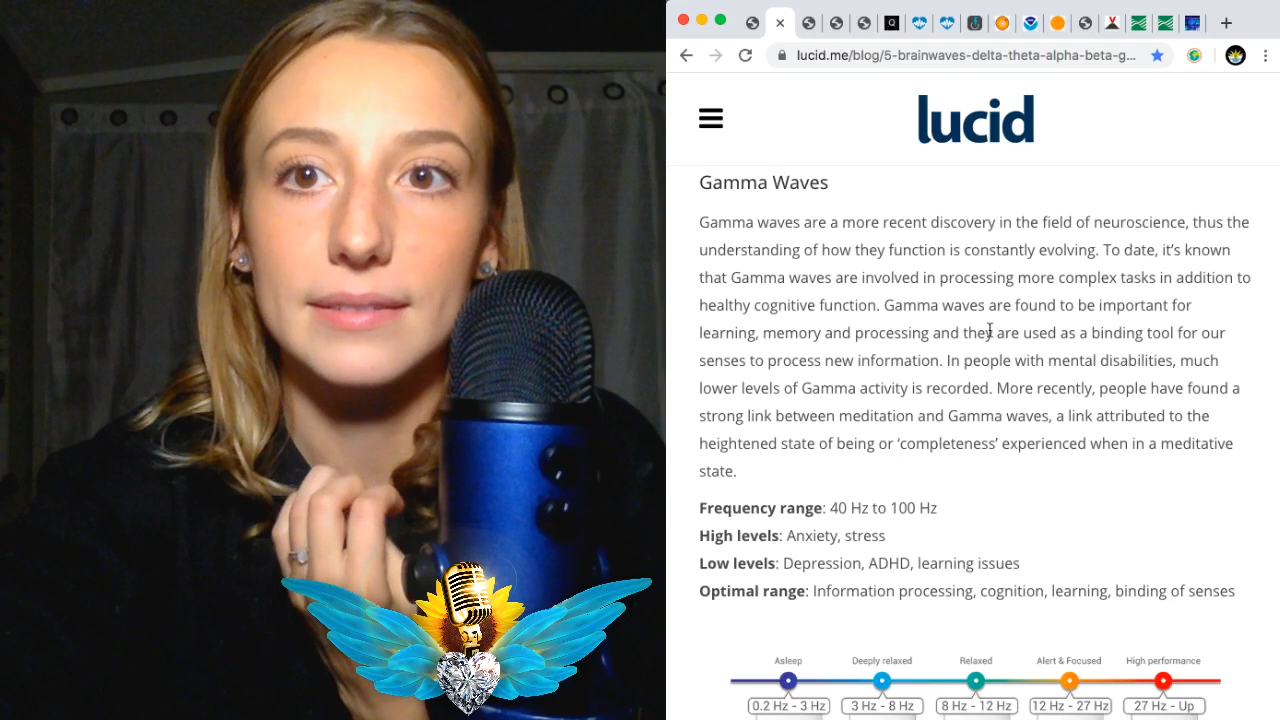 lucid.me/blog/5-brainwaves-delta-theta-alpha-beta-g...
lucid
Gamma Waves
Gamma waves are a more recent discovery in the field of neuroscience, thus the
understanding of how they function is constantly evolving. To date, it’s known
that Gamma waves are involved in processing more complex tasks in addition to
healthy cognitive function. Gamma waves are found to be important for
learning, memory and processing and they are used as a binding tool for our
senses to process new information. In people with mental disabilities, much
lower levels of Gamma activity is recorded. More recently, people have found a
strong link between meditation and Gamma waves, a link attributed to the
heightened state of being or ‘completeness’ experienced when in a meditative
state.
Frequency range: 40 Hz to 100 Hz
High levels: Anxiety, stress
Low levels: Depression, ADHD, learning issues
Optimal range: Information processing, cognition, learning, binding of senses
Asleep Deeply relaxed Relaxed Alert & Focused High performance
0.2 Hz - 3 Hz 3 Hz - 8 Hz 8 Hz - 12 Hz 12 Hz - 27 Hz 27 Hz - Up